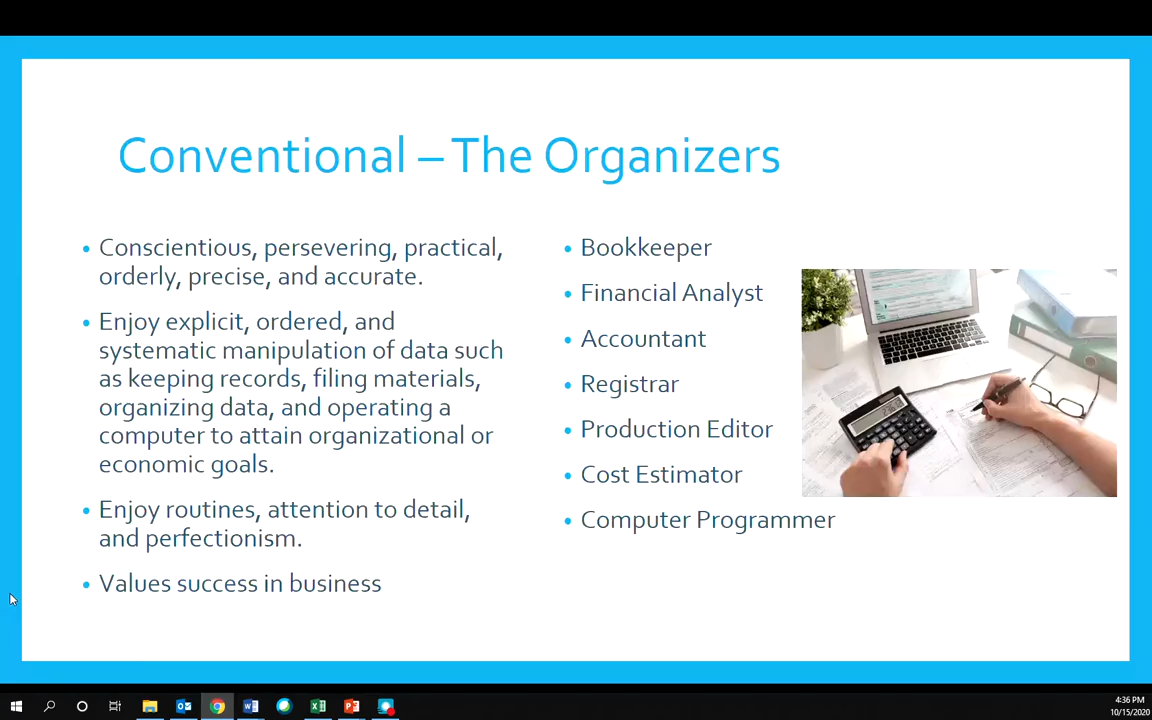 Conventional – The Organizers
• Conscientious, persevering, practical,
orderly, precise, and accurate.
• Enjoy explicit, ordered, and
systematic manipulation of data such
as keeping records, filing materials,
organizing data, and operating a
computer to attain organizational or
economic goals.
• Enjoy routines, attention to detail,
and perfectionism.
• Values success in business
• Bookkeeper
• Financial Analyst
• Accountant
• Registrar
• Production Editor
• Cost Estimator
• Computer Programmer
4:36 PM
10/15/2020